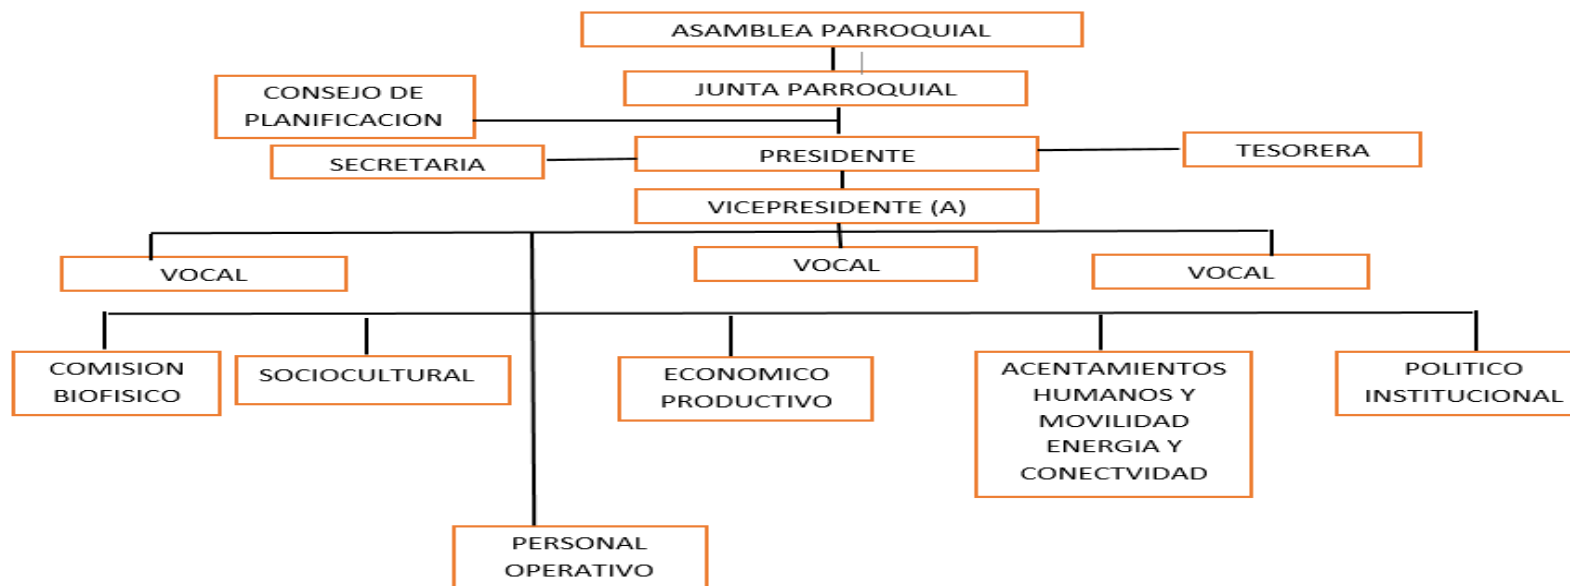 ASAMBLEA PARROQUIAL
CONSEJO DE
PLANIFICACION
JUNTA PARROQUIAL
SECRETARIA
PRESIDENTE
TESORERA
VICEPRESIDENTE (A)
VOCAL
VOCAL
VOCAL
COMISION
BIOFISICO
SOCIOCULTURAL
ECONOMICO
PRODUCTIVO
ACENTAMIENTOS
HUMANOS Y
MOVILIDAD
ENERGIA Y
CONECTVIDAD
POLITICO
INSTITUCIONAL
PERSONAL
OPERATIVO